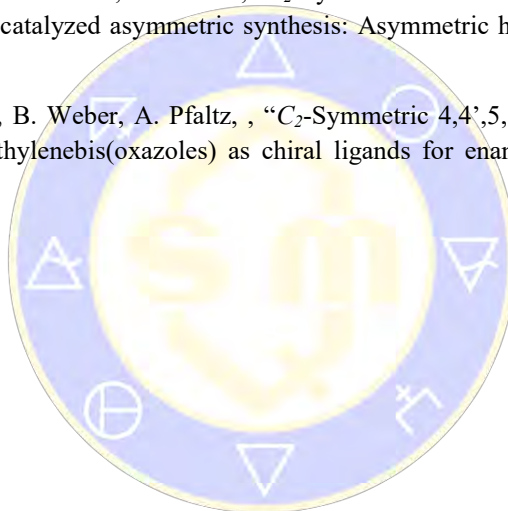 catalyzed asymmetric synthesis: Asymmetric h
, B. Weber, A. Pfaltz, , “C2-Symmetric 4,4’,5,
thylenebis(oxazoles) as chiral ligands for enan
S m